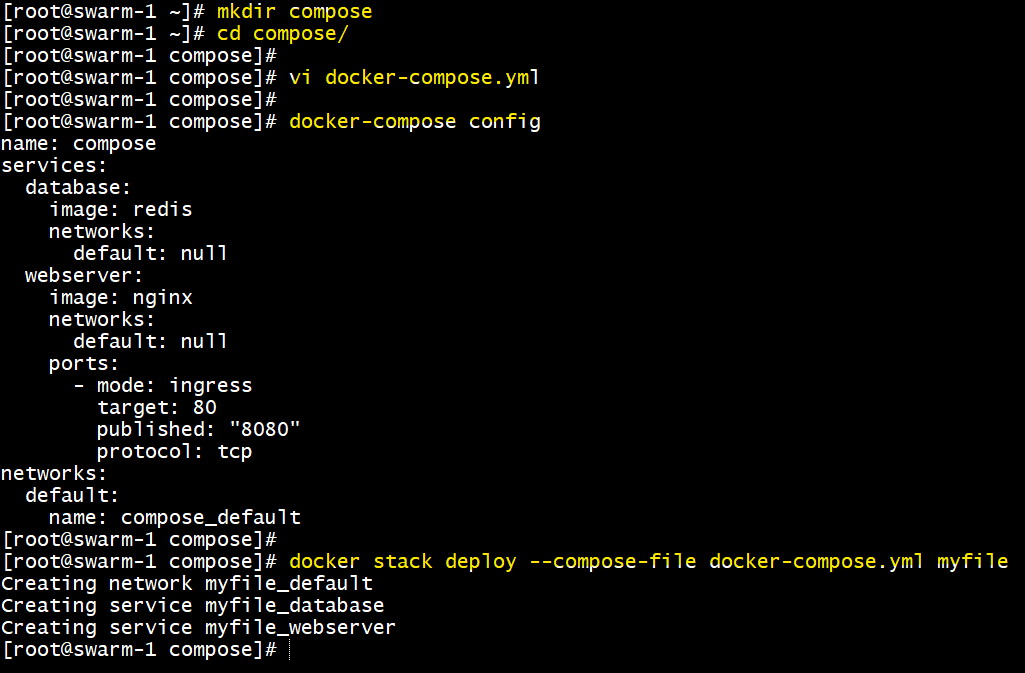 [root@swarm-1 ~]# mkdir compose
[root@swarm-1 ~]# cd compose/
[root@swarm-1 compose]#
[root@swarm-1 compose]# vi docker-compose.yml
[root@swarm-1 compose]#
[root@swarm-1 compose]# docker-compose config
name: compose
services:
  database:
    image: redis
    networks:
      default: null
  webserver:
    image: nginx
    networks:
      default: null
    ports:
      - mode: ingress
        target: 80
        published: "8080"
        protocol: tcp
networks:
  default:
    name: compose_default
[root@swarm-1 compose]#
[root@swarm-1 compose]# docker stack deploy --compose-file docker-compose.yml myfile
Creating network myfile_default
Creating service myfile_database
Creating service myfile_webserver
[root@swarm-1 compose]#